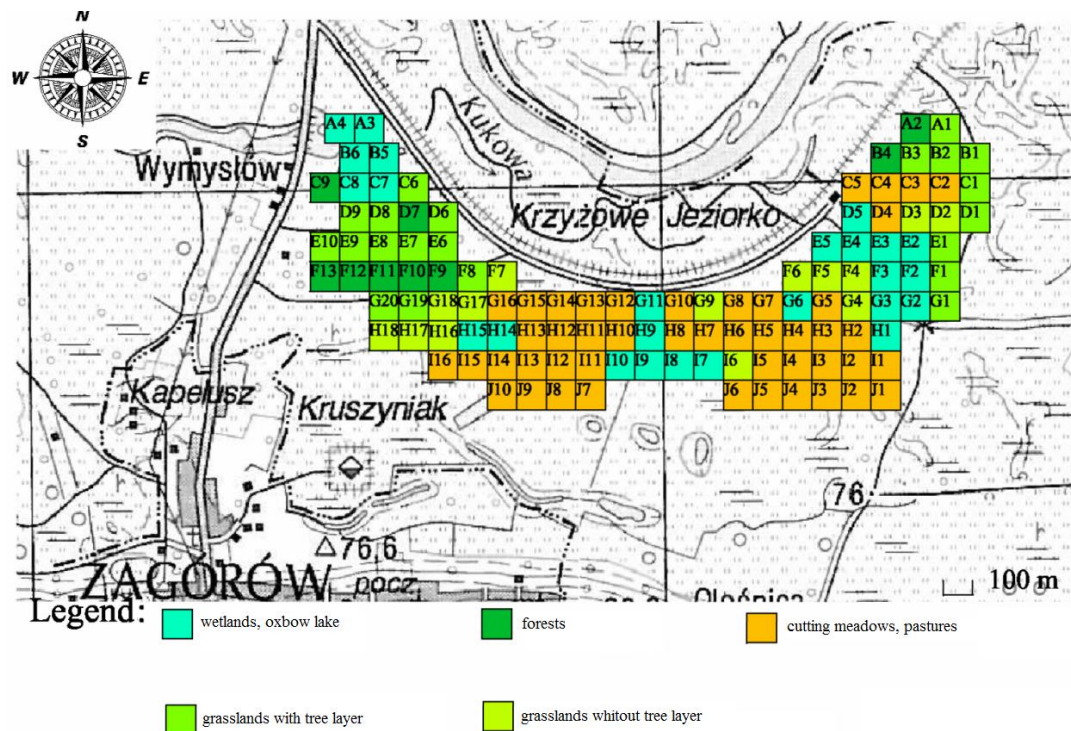 N
W E
S
A4 A3 A2 A1
B6 B5 B4 B3 B2 B1
Wymysłów
Kukowa
C9 C8 C7 C6 C5 C4 C3 C2 C1
D9 D8 D7 D6 Krzyżowe Jeziorko D5 D4 D3 D2 D1
E10 E9 E8 E7 E6 E5 E4 E3 E2 E1
F13 F12 F11 F10 F9 F8 F7 F6 F5 F4 F3 F2 F1
G20 G19 G18 G17 G16 G15 G14 G13 G12 G11 G10 G9 G8 G7 G6 G5 G4 G3 G2 G1
H18 H17 H16 H15 H14 H13 H12 H11 H10 H9 H8 H7 H6 H5 H4 H3 H2 H1
I16 I15 I14 I13 I12 I11 I10 I9 I8 I7 I6 I5 I4 I3 I2 I1
J10 J9 J8 J7 J6 J5 J4 J3 J2 J1
Kapelusz
Kruszyniak
76
76,6
ZAGORÓW pocz.
100 m
Legend:
wetlands, oxbow lake
forests
cutting meadows, pastures
grasslands with tree layer
grasslands whitout tree layer